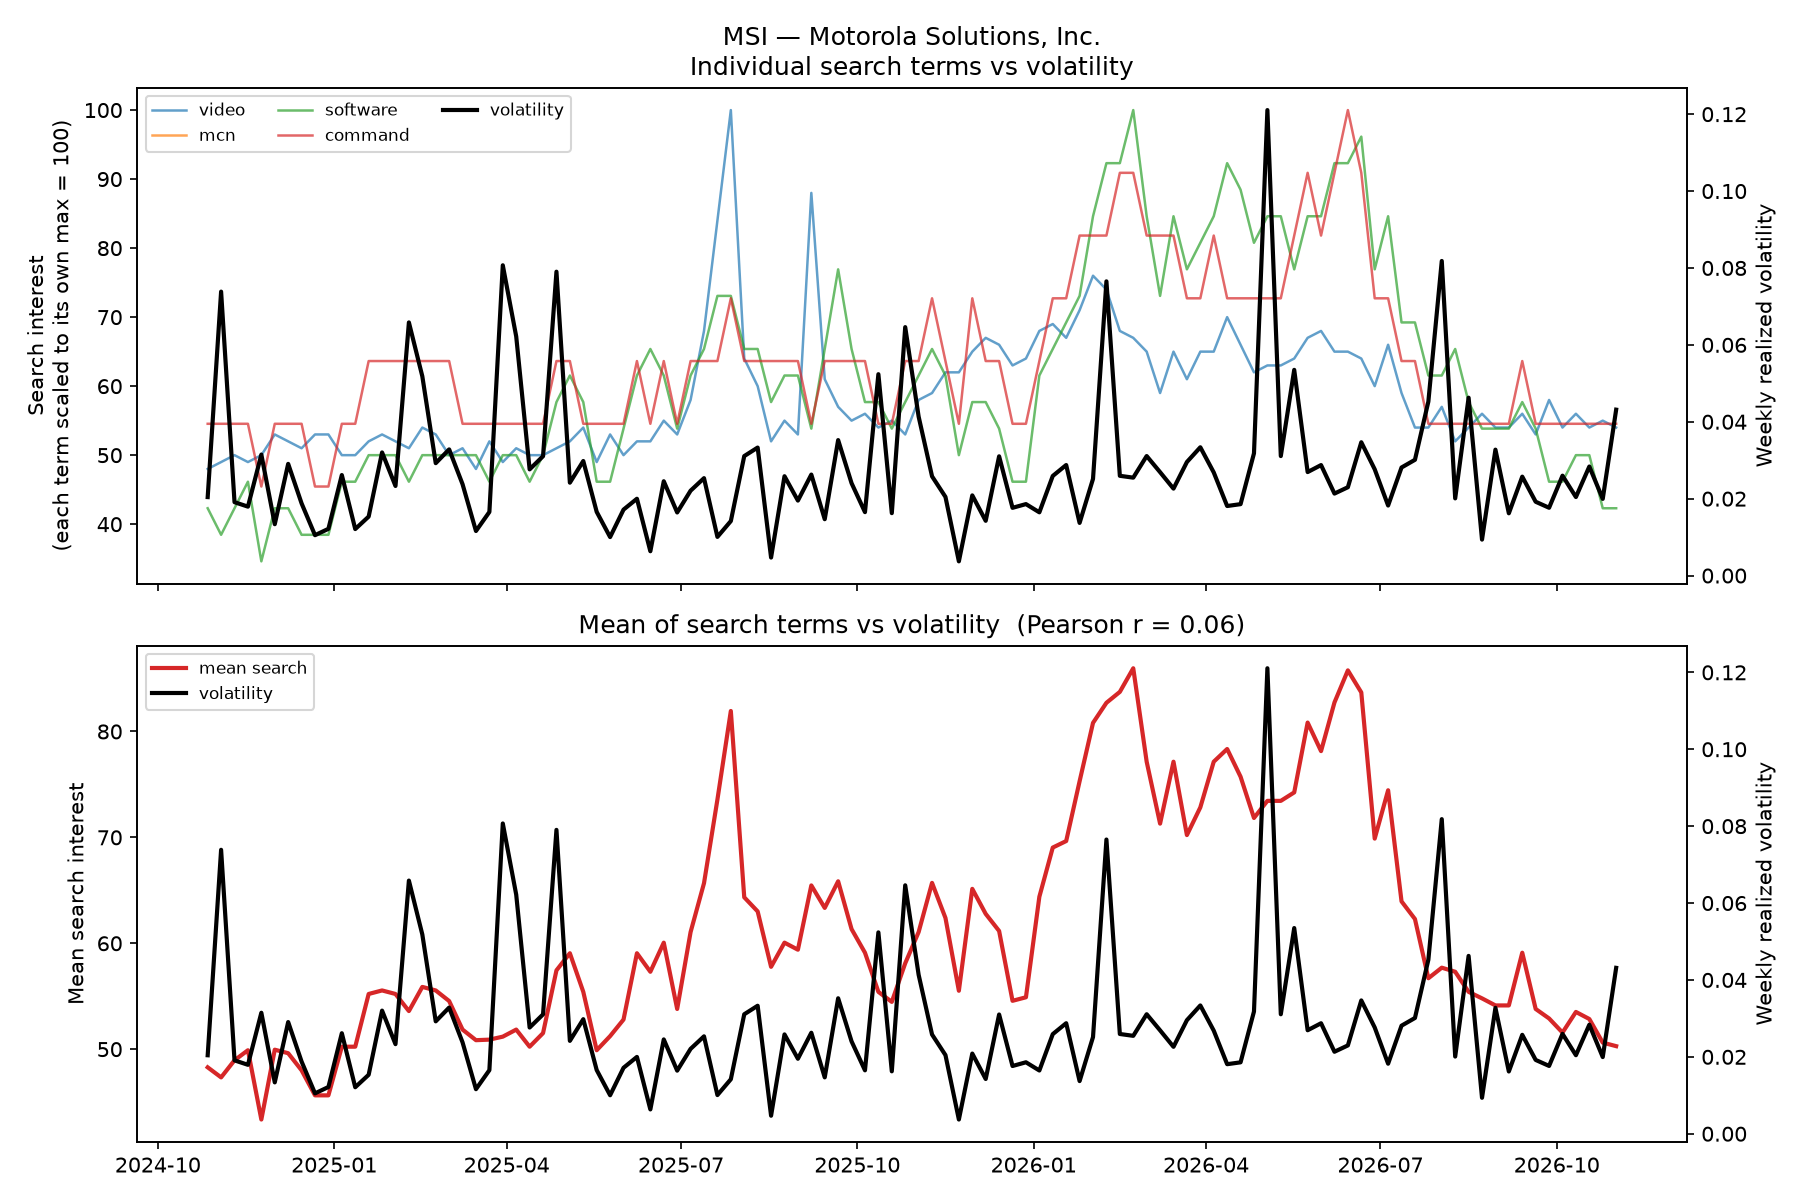 MSI — Motorola Solutions, Inc.
Individual search terms vs volatility
video
mcn
software
command
volatility
100
90
80
70
60
50
40
Search interest
(each term scaled to its own max = 100)
0.12
0.10
0.08
0.06
0.04
0.02
0.00
Weekly realized volatility
Mean of search terms vs volatility (Pearson r = 0.06)
mean search
volatility
80
70
60
50
Mean search interest
0.12
0.10
0.08
0.06
0.04
0.02
0.00
Weekly realized volatility
2024-10
2025-01
2025-04
2025-07
2025-10
2026-01
2026-04
2026-07
2026-10